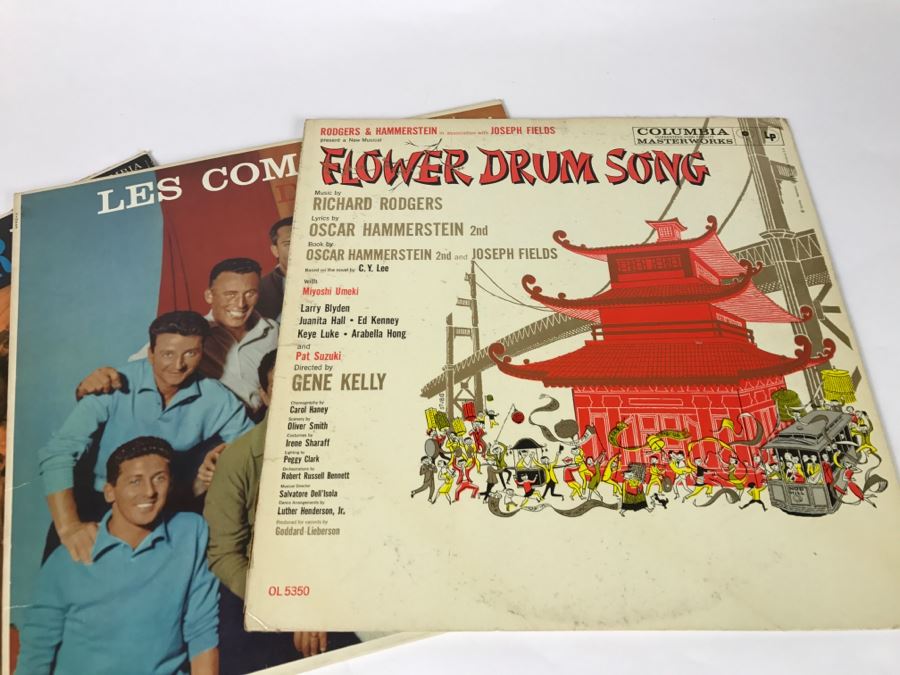 RODGERS & HAMMERSTEIN in association with JOSEPH FIELDS
present a New Musical
FLOWER DRUM SONG
COLUMBIA
MASTERWORKS
LP
Music by
RICHARD RODGERS
Lyrics by
OSCAR HAMMERSTEIN 2nd
Book by
OSCAR HAMMERSTEIN 2nd and JOSEPH FIELDS
Based on the novel by C. Y. Lee
with
Miyoshi Umeki
Larry Blyden
Juanita Hall • Ed Kenney
Keye Luke • Arabella Hong
and
Pat Suzuki
Directed by
GENE KELLY
Choreography by
Carol Haney
Scenery by
Oliver Smith
Costumes by
Irene Sharaff
Lighting by
Peggy Clark
Orchestrations by
Robert Russell Bennett
Musical Director
Salvatore Dell'Isola
Dance Arrangements by
Luther Henderson, Jr.
Produced for records by
Goddard Lieberson
OL 5350
LES COM